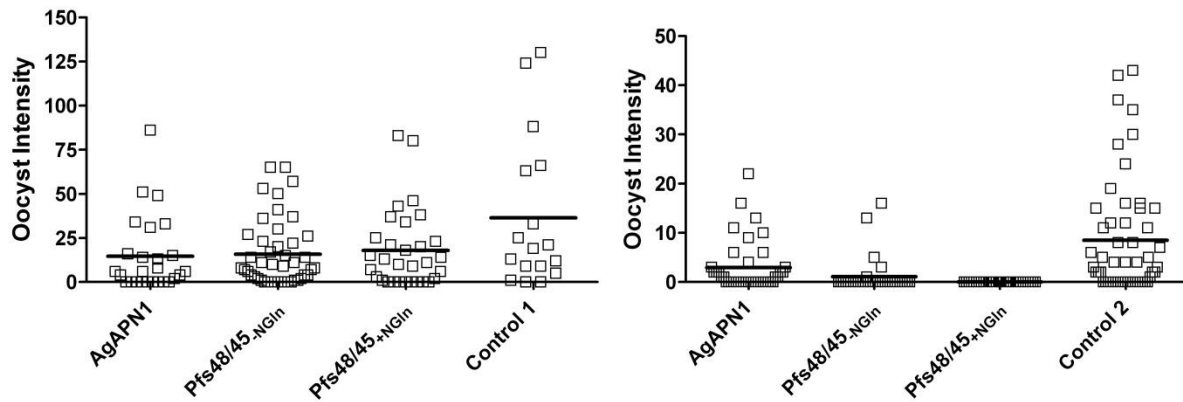 Oocyst Intensity
150
125
100
75
50
25
0
AgAPN1
Pfs48/45-NGln
Pfs48/45+NGln
Control 1
Oocyst Intensity
50
40
30
20
10
0
AgAPN1
Pfs48/45-NGln
Pfs48/45+NGln
Control 2